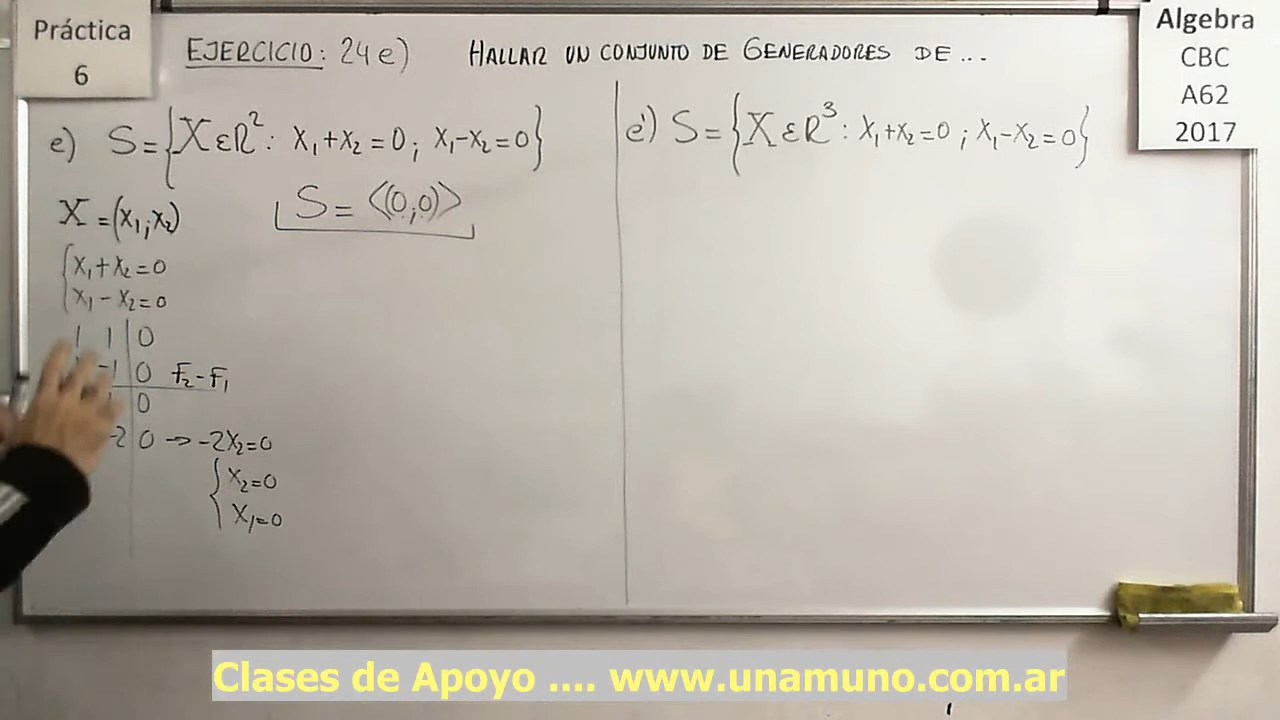 Práctica
6
EJERCICIO: 24 e) HALLAR UN CONJUNTO DE GENERADORES DE ...
Algebra
CBC
A62
2017
e) S = {X ε R²: x₁+x₂=0; x₁-x₂=0}
X = (x₁; x₂)
S = <(0,0)>
x₁+x₂=0
x₁-x₂=0
1 1 | 0
-1 | 0 F₂-F₁
0
-2 0 → -2x₂=0
x₂=0
x₁=0
e') S = {X ε R³: x₁+x₂=0; x₁-x₂=0}
Clases de Apoyo .... www.unamuno.com.ar